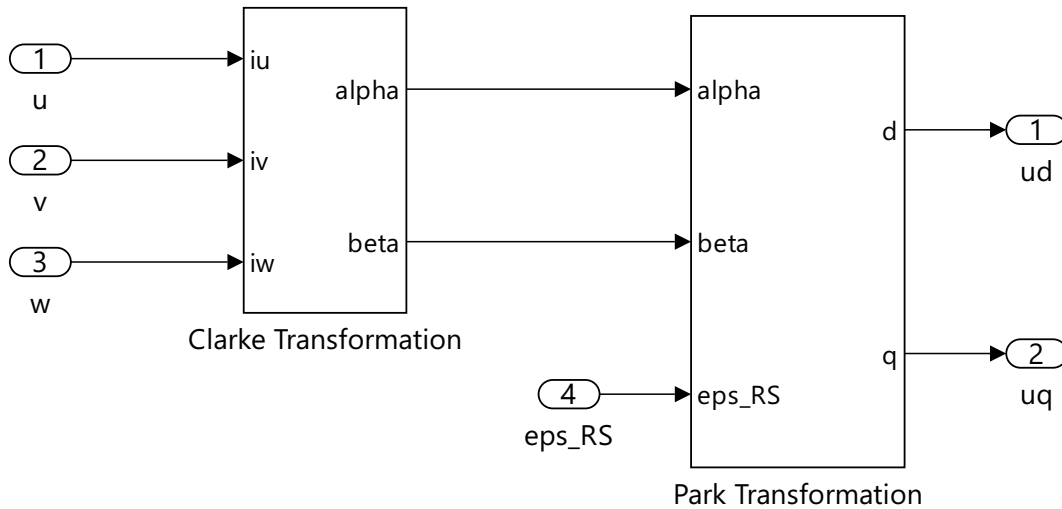 1
iu
u
alpha
alpha
d
1
ud
2
iv
v
beta
beta
3
iw
w
Clarke Transformation
q
2
uq
4
eps_RS
eps_RS
Park Transformation